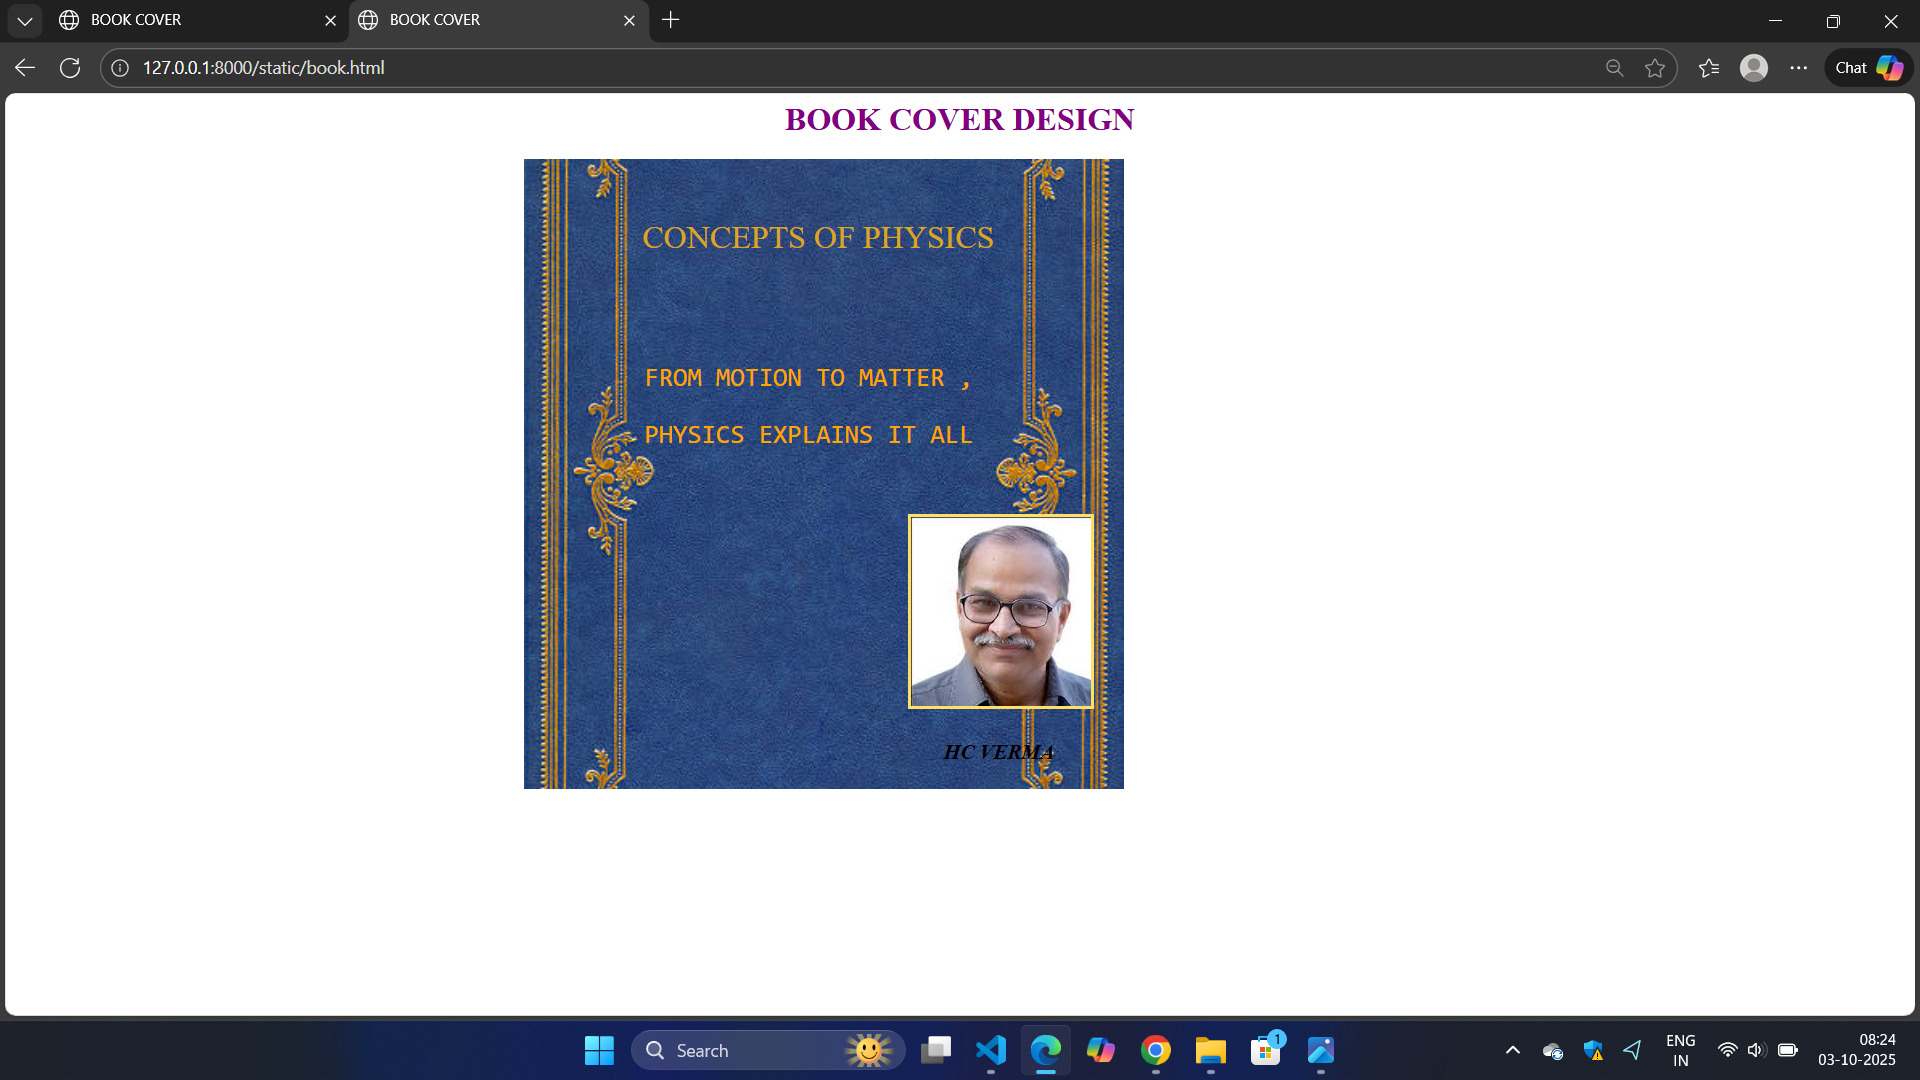 BOOK COVER
BOOK COVER
127.0.0.1:8000/static/book.html
Chat
BOOK COVER DESIGN
CONCEPTS OF PHYSICS
FROM MOTION TO MATTER ,
PHYSICS EXPLAINS IT ALL
HC VERMA
Search
1
ENG
IN
08:24
03-10-2025